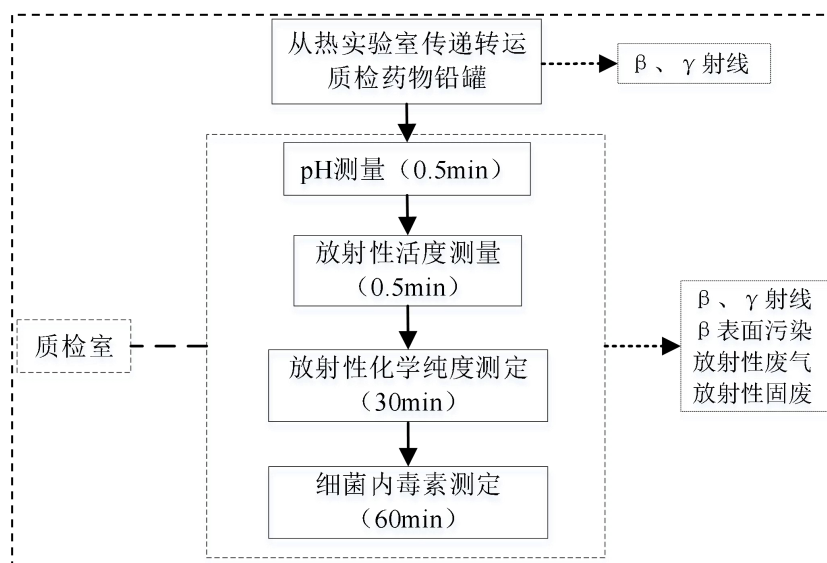 从热实验室传递转运
质检药物铅罐
β、γ射线
pH测量（0.5min）
放射性活度测量
（0.5min）
质检室
放射性化学纯度测定
（30min）
细菌内毒素测定
（60min）
β、γ射线
β表面污染
放射性废气
放射性固废